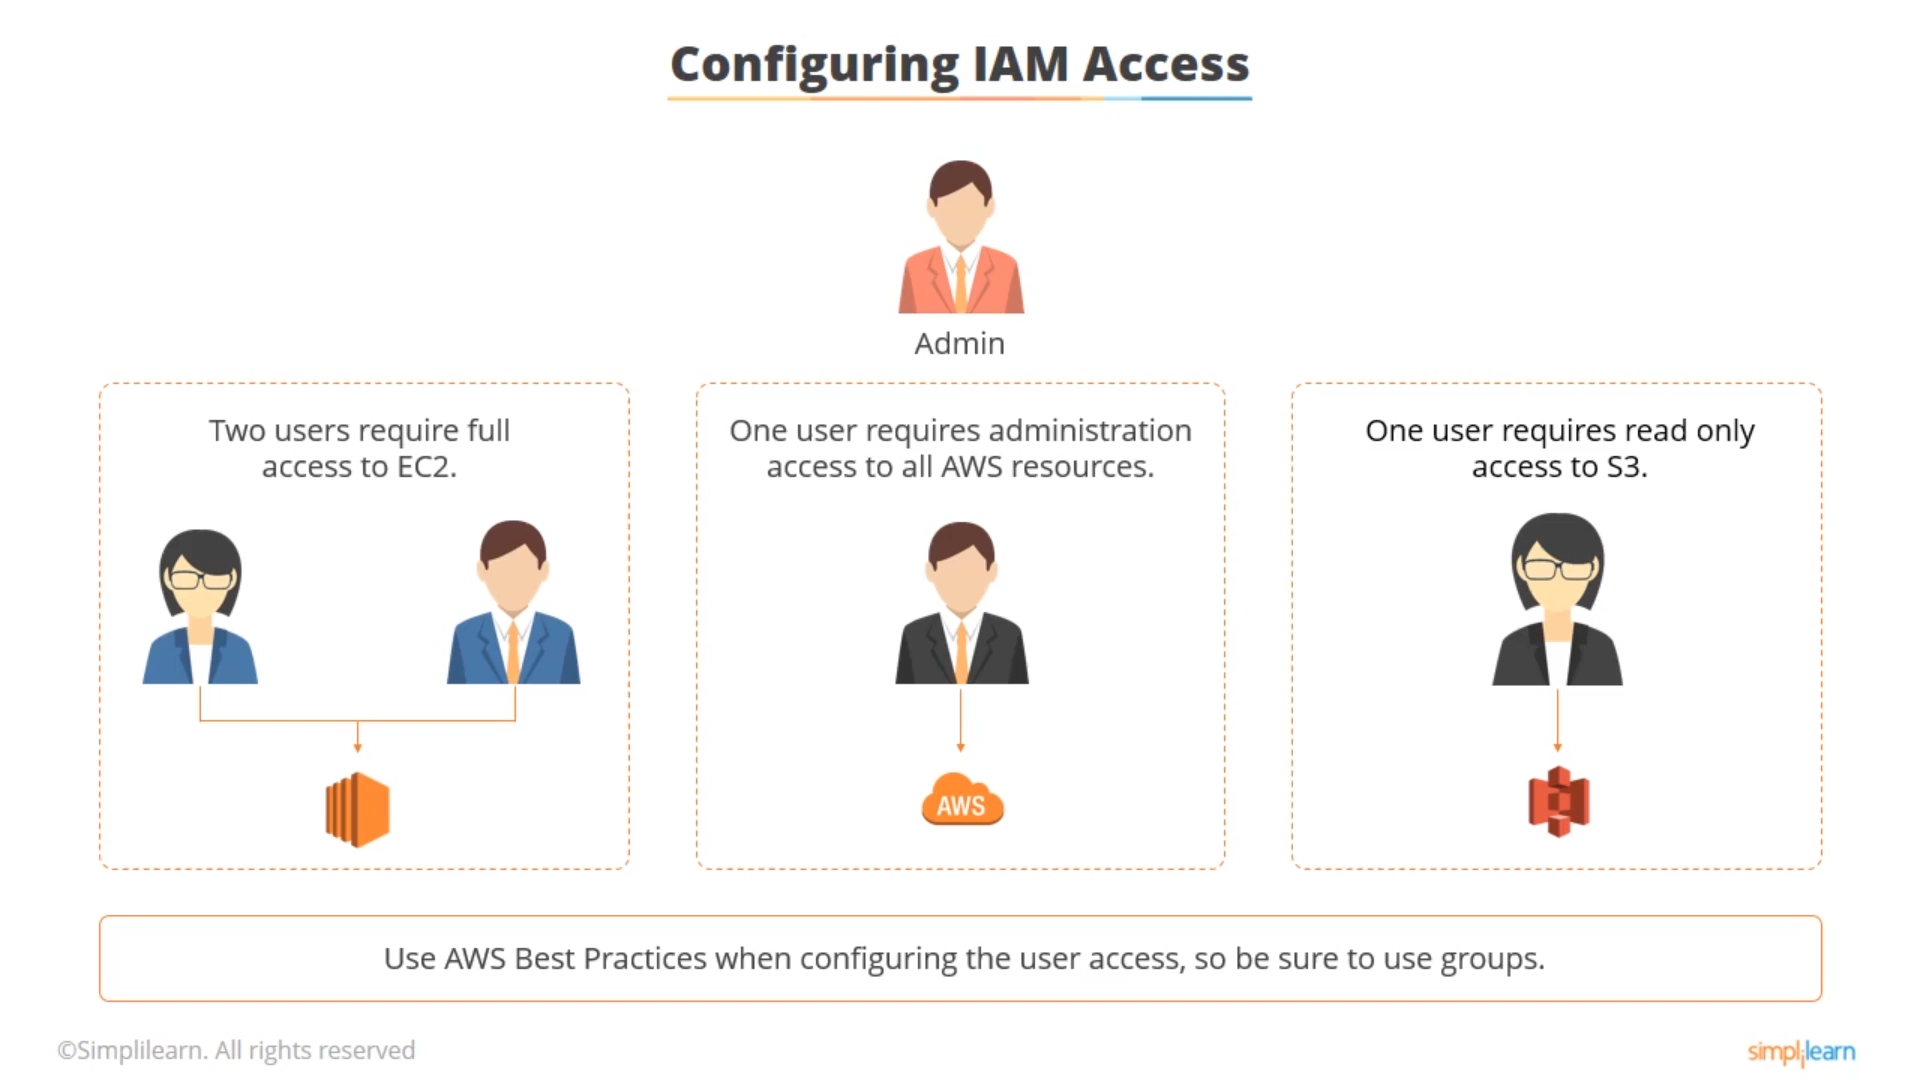 Configuring IAM Access
Admin
Two users require full
access to EC2.
One user requires administration
access to all AWS resources.
One user requires read only
access to S3.
AWS
Use AWS Best Practices when configuring the user access, so be sure to use groups.
©Simplilearn. All rights reserved
simplilearn